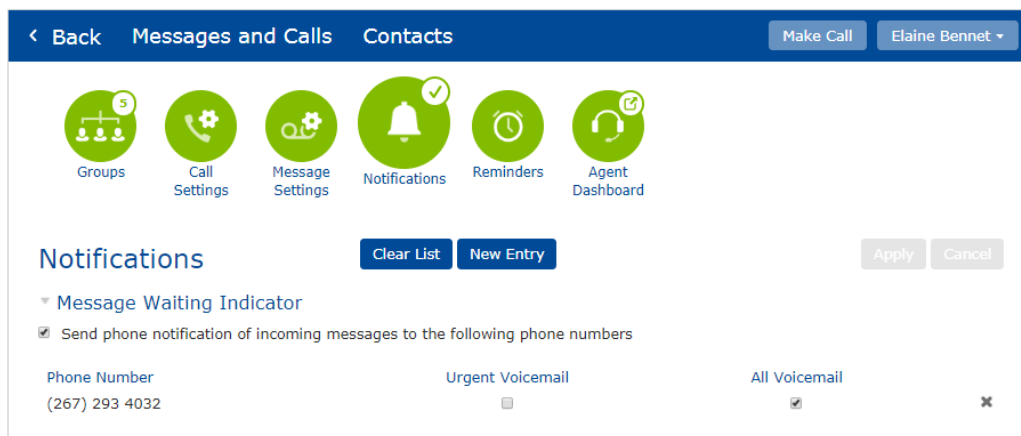 Back Messages and Calls Contacts Make Call Elaine Bennet
5
Groups
Call
Settings
Message
Settings
Notifications
Reminders
Agent
Dashboard
Notifications Clear List New Entry Apply Cancel
Message Waiting Indicator
Send phone notification of incoming messages to the following phone numbers
Phone Number Urgent Voicemail All Voicemail
(267) 293 4032